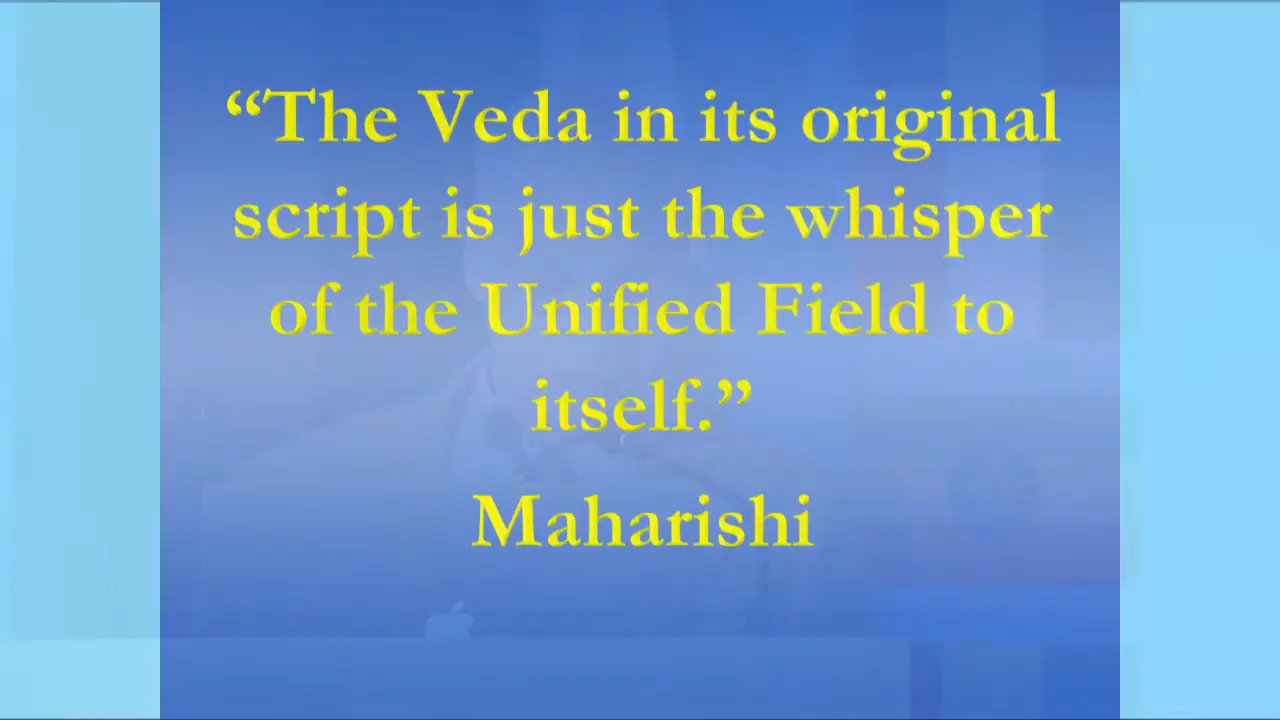 “The Veda in its original
script is just the whisper
of the Unified Field to
itself.”
Maharishi